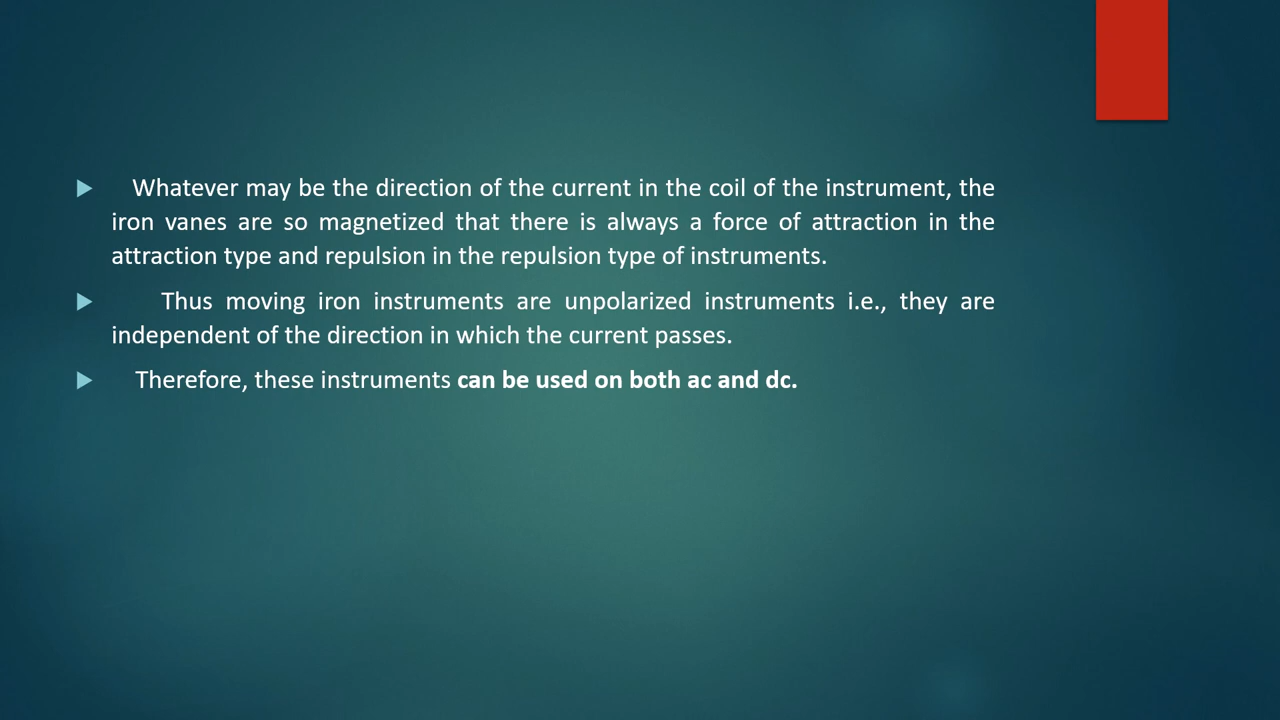 Whatever may be the direction of the current in the coil of the instrument, the
iron vanes are so magnetized that there is always a force of attraction in the
attraction type and repulsion in the repulsion type of instruments.
Thus moving iron instruments are unpolarized instruments i.e., they are
independent of the direction in which the current passes.
Therefore, these instruments can be used on both ac and dc.